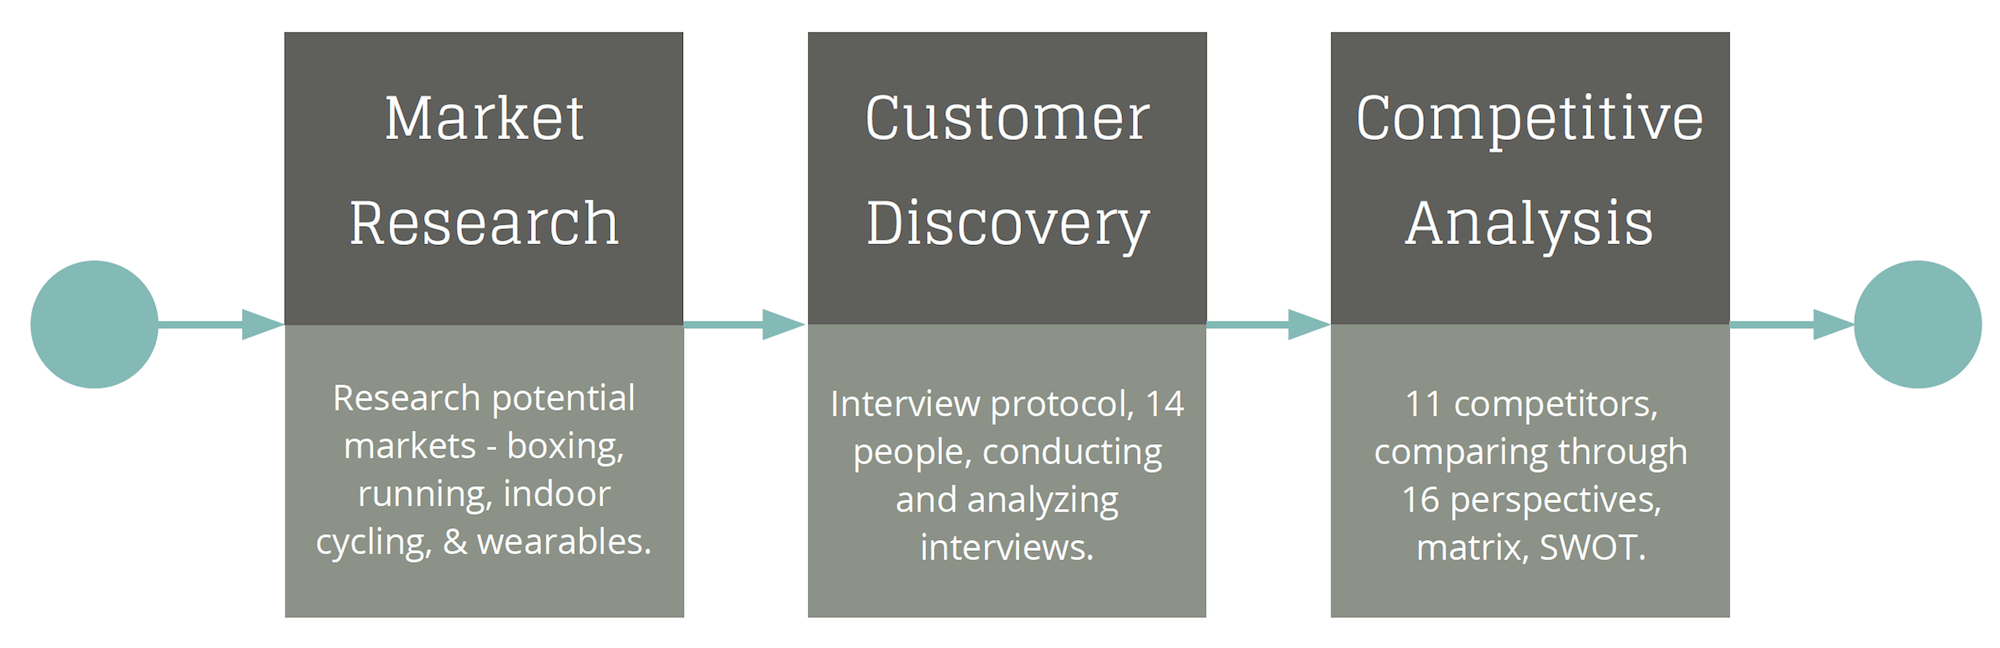 Market
Research
Research potential
markets - boxing,
running, indoor
cycling, & wearables.
Customer
Discovery
Interview protocol, 14
people, conducting
and analyzing
interviews.
Competitive
Analysis
11 competitors,
comparing through
16 perspectives,
matrix, SWOT.